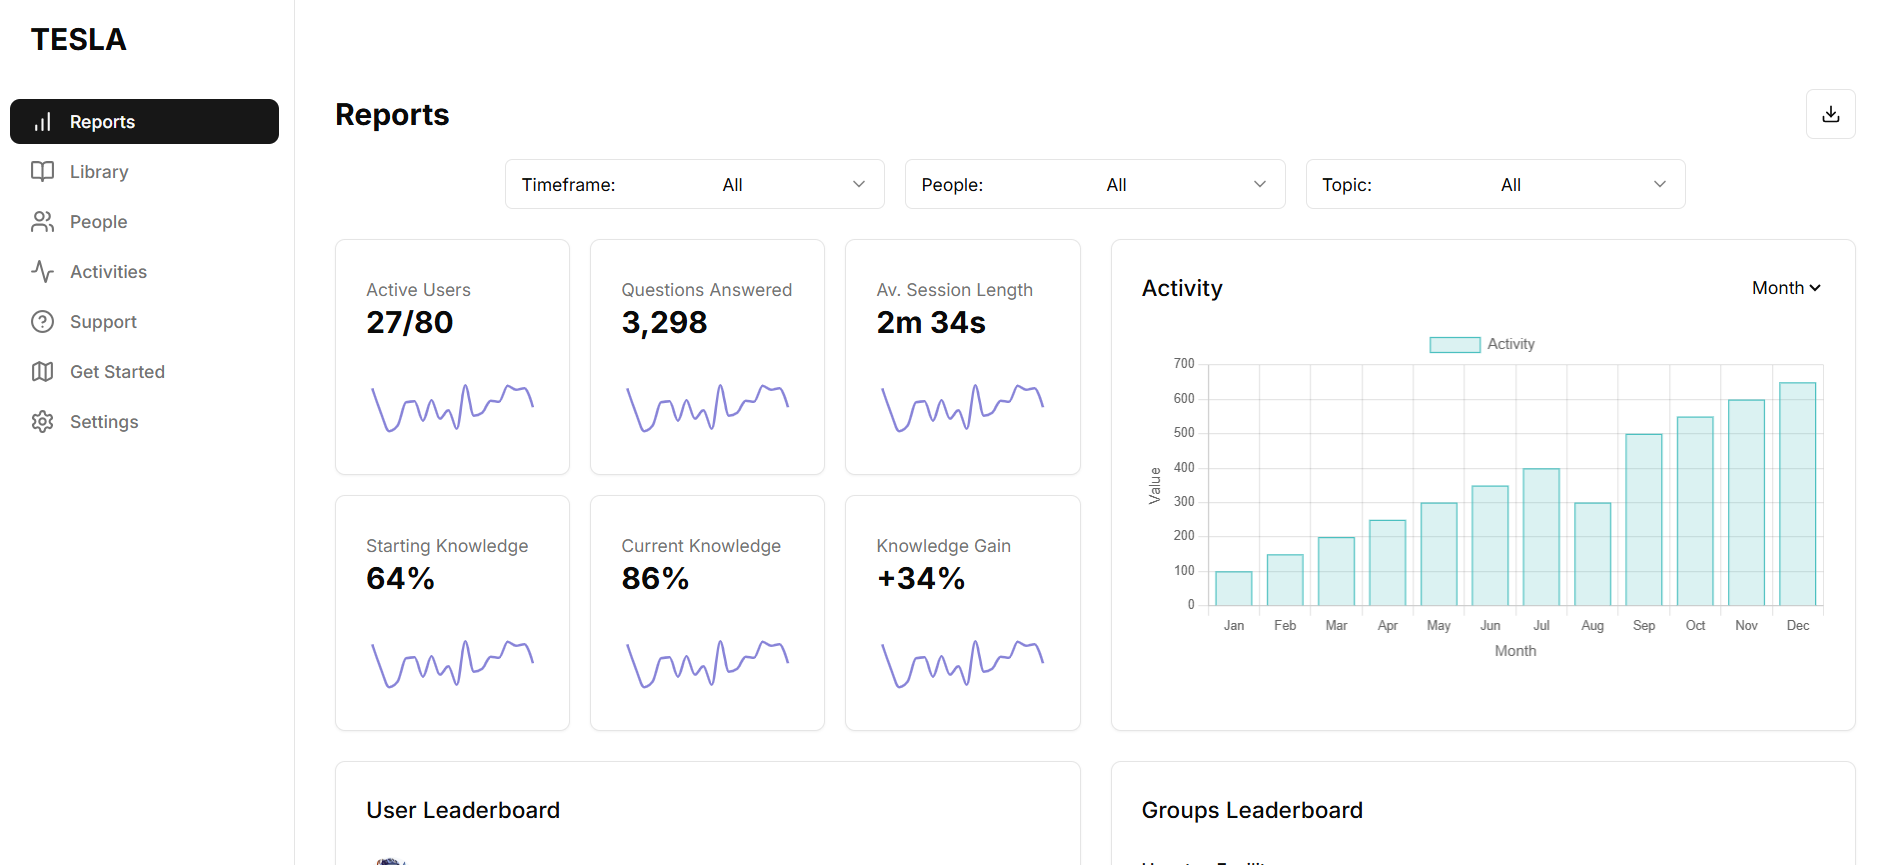 TESLA
Reports
Library
People
Activities
Support
Get Started
Settings
Reports
Timeframe: All
People: All
Topic: All
Active Users
27/80
Questions Answered
3,298
Av. Session Length
2m 34s
Starting Knowledge
64%
Current Knowledge
86%
Knowledge Gain
+34%
Activity
Month
Activity
Value
700
600
500
400
300
200
100
0
Jan Feb Mar Apr May Jun Jul Aug Sep Oct Nov Dec
Month
User Leaderboard
Groups Leaderboard